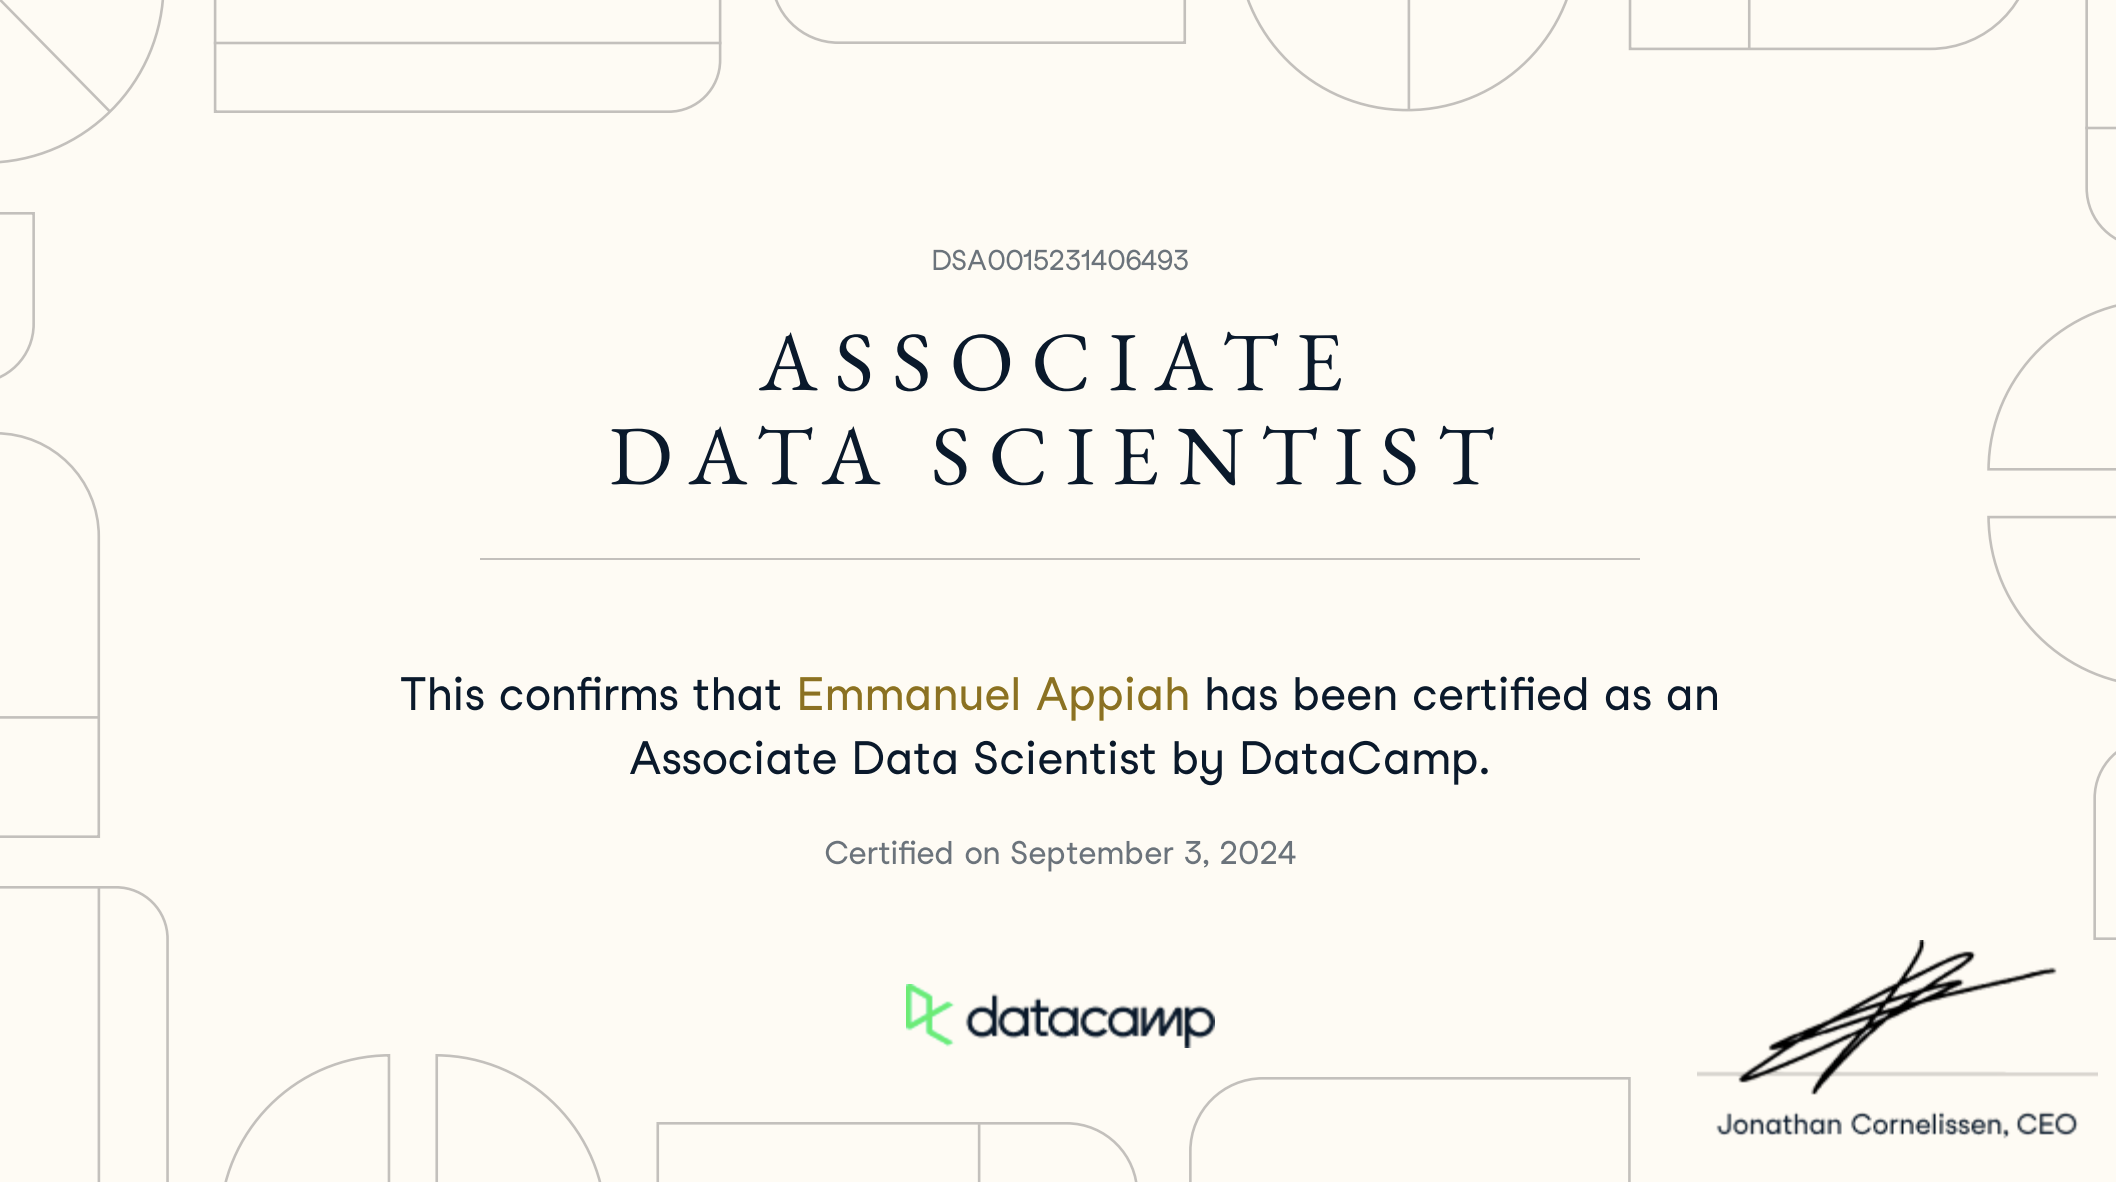 DSA0015231406493
ASSOCIATE
DATA SCIENTIST
This confirms that Emmanuel Appiah has been certified as an
Associate Data Scientist by DataCamp.
Certified on September 3, 2024
datacamp
Jonathan Cornelissen, CEO